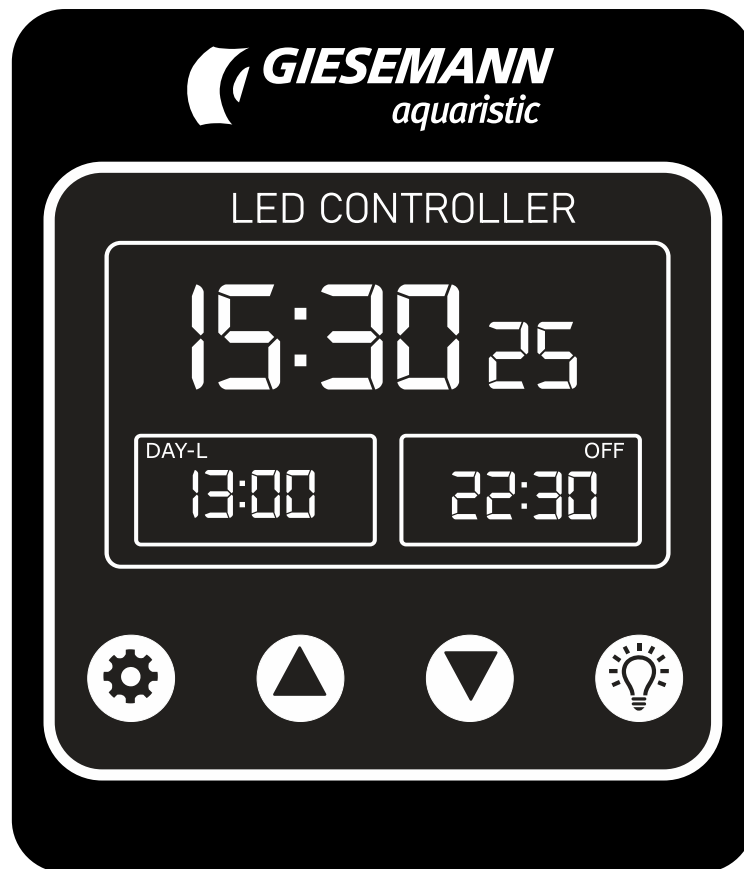 GIESEMANN
aquaristic
LED CONTROLLER
15:30 25
DAY-L
13:00
OFF
22:30